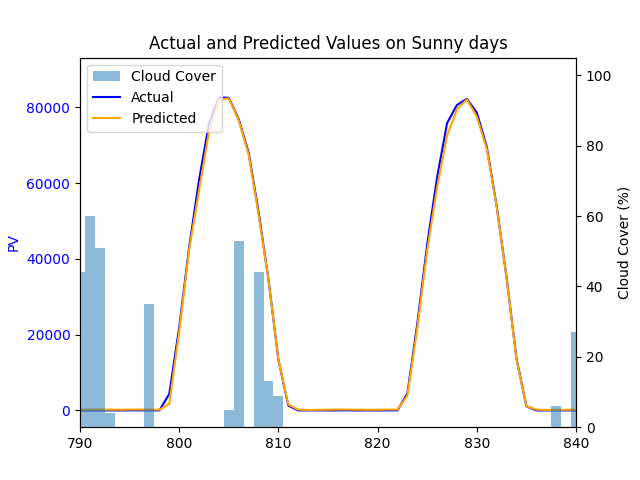 Actual and Predicted Values on Sunny days
Cloud Cover
Actual
Predicted
PV
80000
60000
40000
20000
0
100
80
60
40
20
0
Cloud Cover (%)
790 800 810 820 830 840